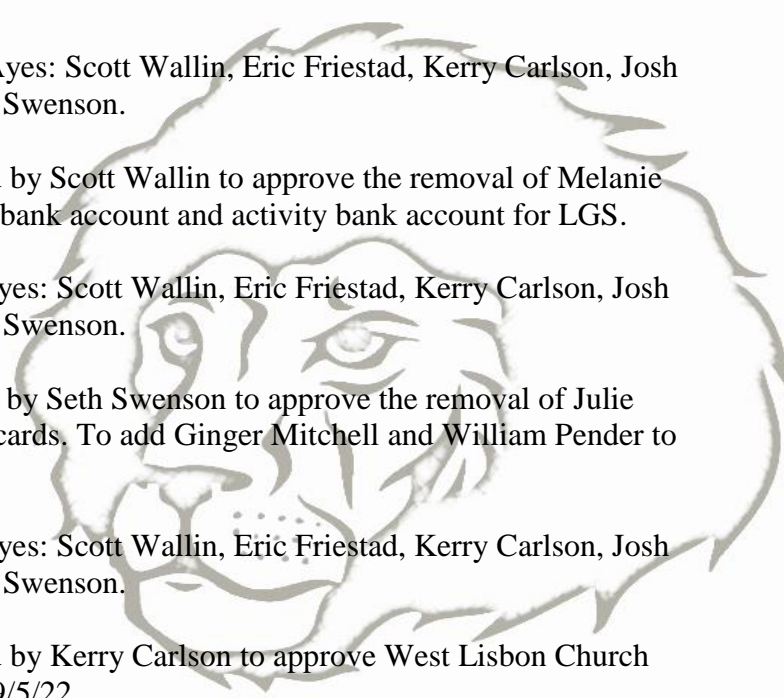 Ayes: Scott Wallin, Eric Friestad, Kerry Carlson, Josh
Swenson.
by Scott Wallin to approve the removal of Melanie
bank account and activity bank account for LGS.
yes: Scott Wallin, Eric Friestad, Kerry Carlson, Josh
Swenson.
by Seth Swenson to approve the removal of Julie
cards. To add Ginger Mitchell and William Pender to
yes: Scott Wallin, Eric Friestad, Kerry Carlson, Josh
Swenson.
by Kerry Carlson to approve West Lisbon Church
9/5/22